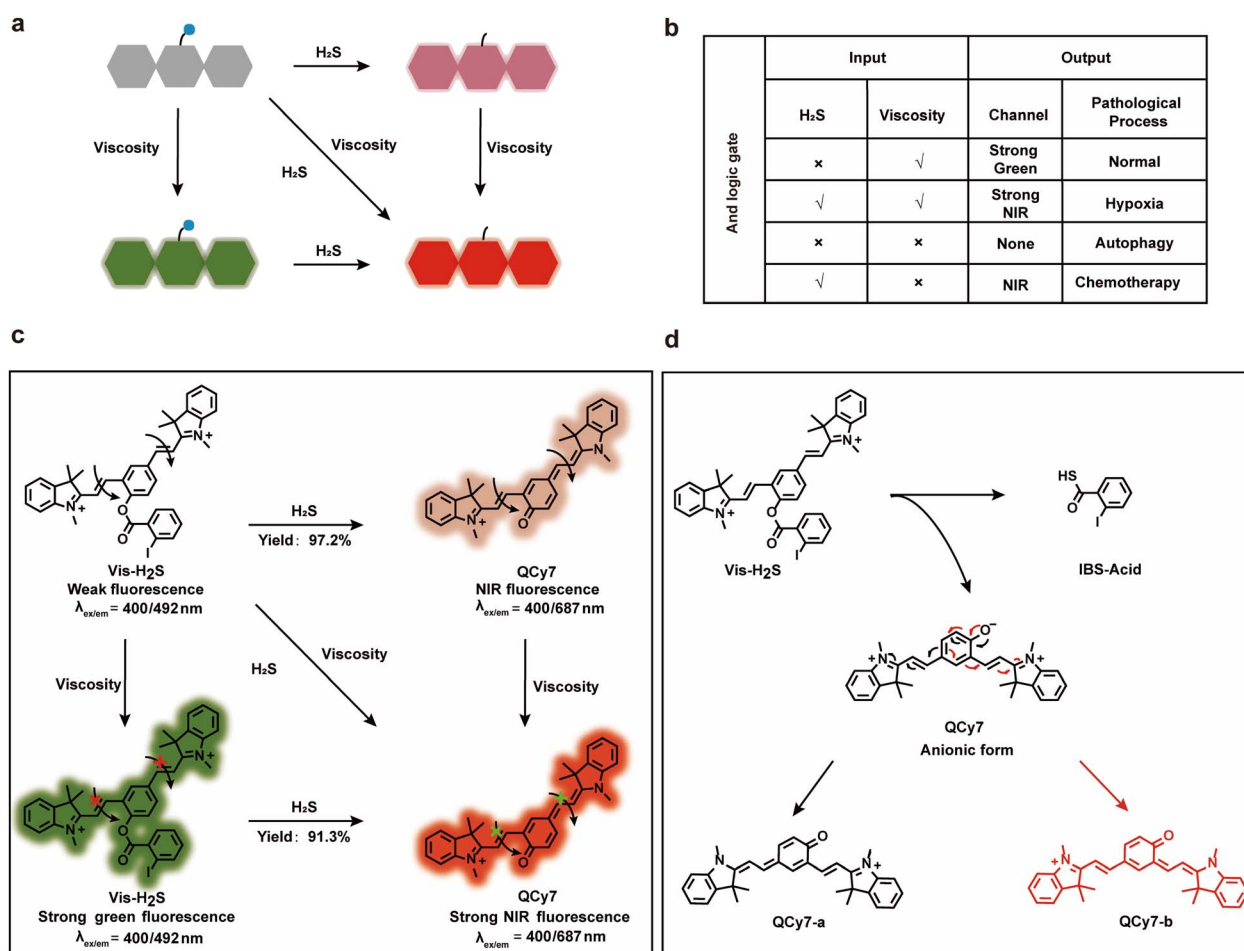 a
H₂S
Viscosity
Viscosity
H₂S
Viscosity
H₂S
b
And logic gate
Input
Output
H₂S
Viscosity
Channel
Pathological
Process
×
√
Strong
Green
Normal
√
√
Strong
NIR
Hypoxia
×
×
None
Autophagy
√
×
NIR
Chemotherapy
c
N
+
N
+
O
O
I
Vis-H₂S
Weak fluorescence
λex/em = 400/492 nm
H₂S
Yield: 97.2%
N
+
N
+
O
QCy7
NIR fluorescence
λex/em = 400/687 nm
Viscosity
H₂S
Viscosity
Viscosity
N
+
N
+
O
O
I
Vis-H₂S
Strong green fluorescence
λex/em = 400/492 nm
H₂S
Yield: 91.3%
N
N
+
O
QCy7
Strong NIR fluorescence
λex/em = 400/687 nm
d
N
+
N
+
O
O
I
Vis-H₂S
HS
O
I
IBS-Acid
O⁻
N
+
N
+
QCy7
Anionic form
O
N
N
+
QCy7-a
O
N
+
N
QCy7-b